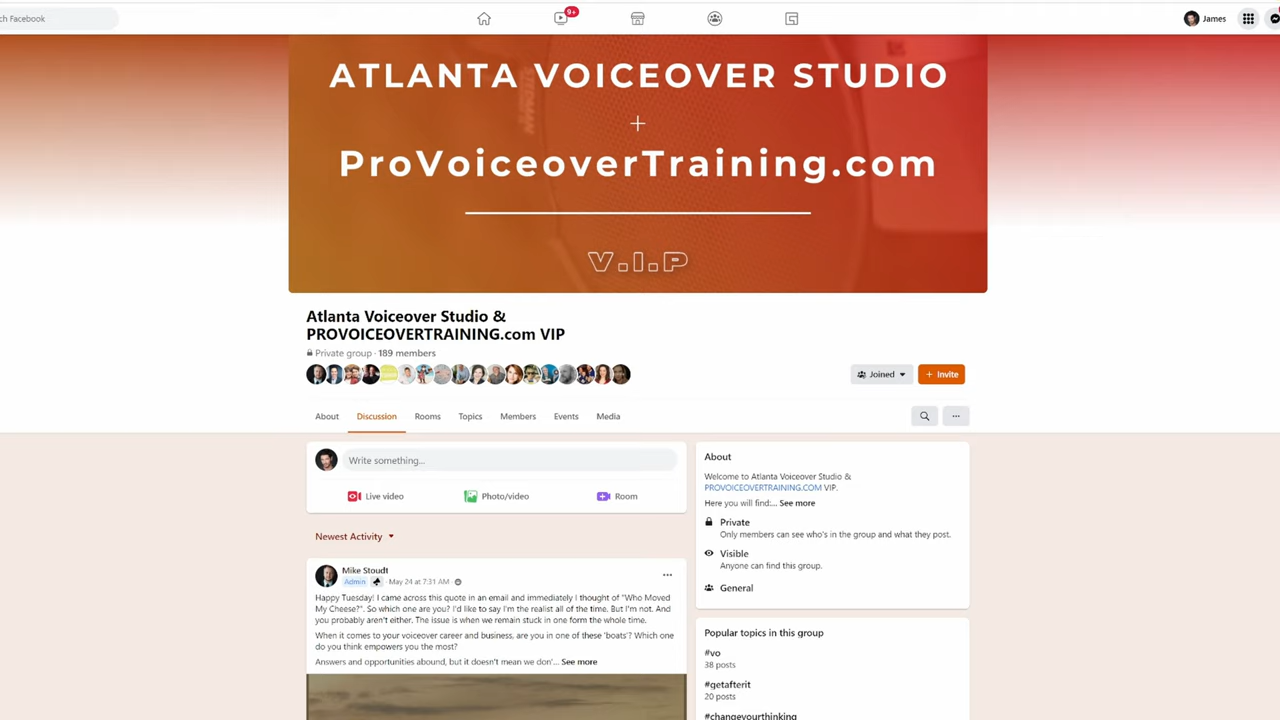 ch Facebook
9+
James
ATLANTA VOICEOVER STUDIO
+
ProVoiceoverTraining.com
V.I.P
Atlanta Voiceover Studio &
PROVOICEOVERTRAINING.com VIP
Private group · 189 members
Joined
+ Invite
About
Discussion
Rooms
Topics
Members
Events
Media
Write something...
Live video
Photo/video
Room
Newest Activity
Mike Stoudt
Admin
· May 24 at 7:31 AM ·
Happy Tuesday! I came across this quote in an email and immediately I thought of "Who Moved
My Cheese?". So which one are you? I'd like to say I'm the realist all of the time. But I'm not. And
you probably aren't either. The issue is when we remain stuck in one form the whole time.
When it comes to your voiceover career and business, are you in one of these 'boats'? Which one
do you think empowers you the most?
Answers and opportunities abound, but it doesn't mean we don'... See more
About
Welcome to Atlanta Voiceover Studio &
PROVOICEOVERTRAINING.COM VIP.
Here you will find:... See more
Private
Only members can see who's in the group and what they post.
Visible
Anyone can find this group.
General
Popular topics in this group
#vo
38 posts
#getafterit
20 posts
#changeyourthinking